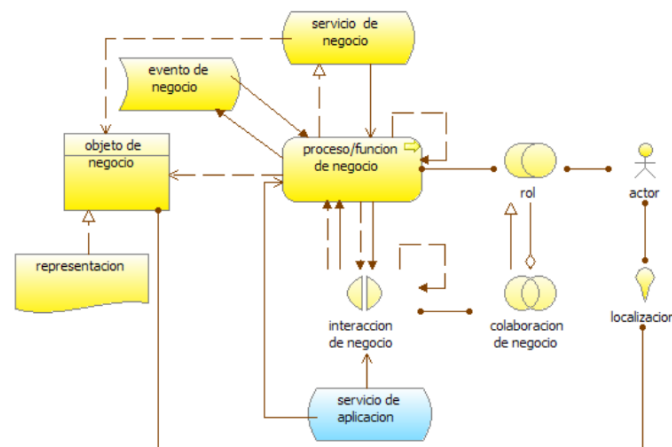 servicio de
negocio
evento de
negocio
objeto de
negocio
proceso/funcion
de negocio
rol
actor
representacion
interaccion
de negocio
colaboracion
de negocio
localizacion
servicio de
aplicacion